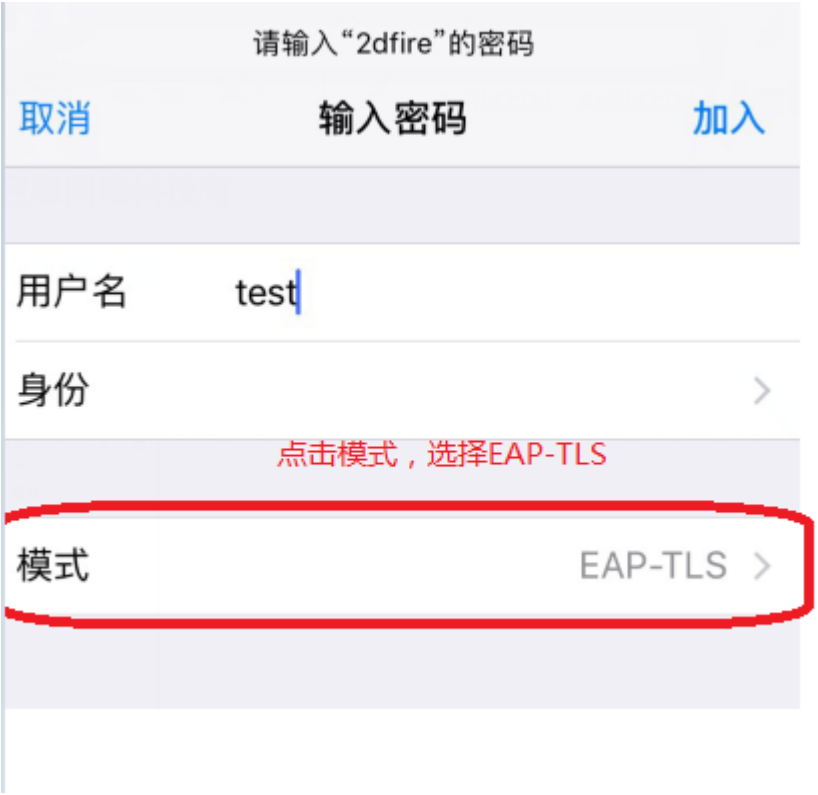 请输入“2dfire”的密码
取消 输入密码 加入
用户名 test
身份
点击模式，选择EAP-TLS
模式 EAP-TLS